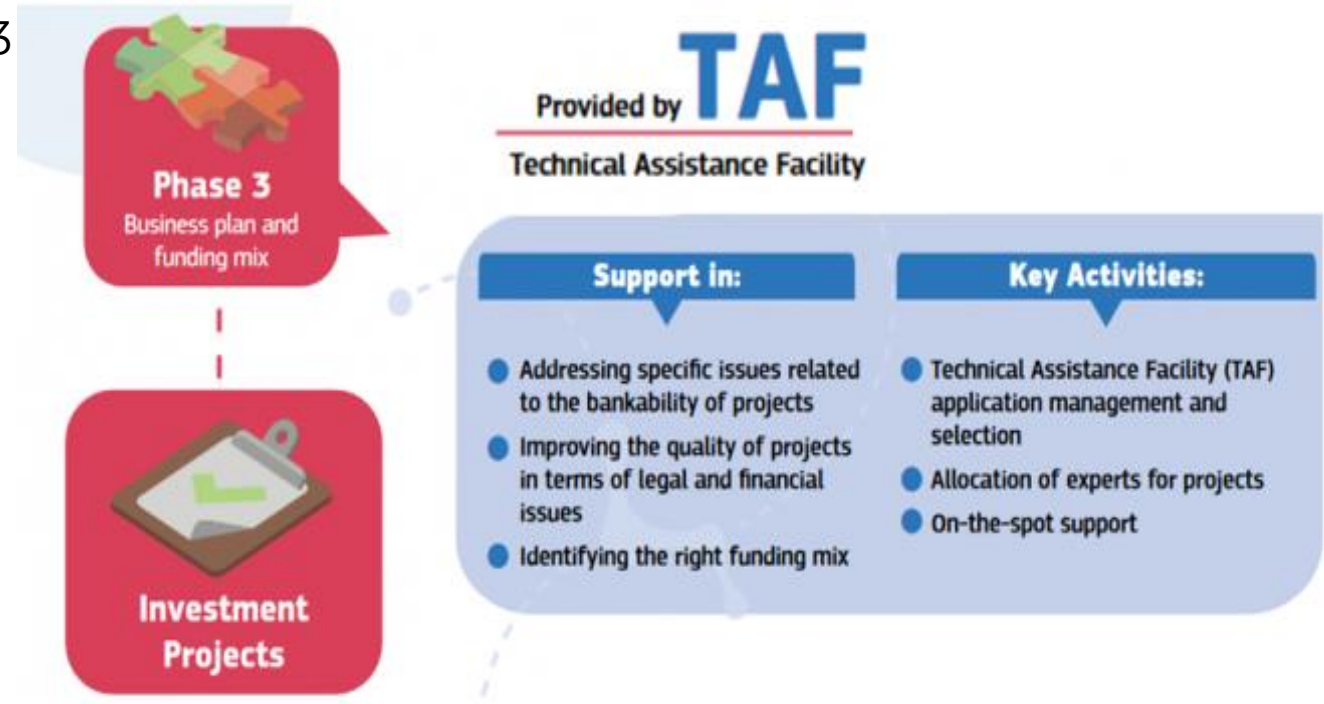 3
Phase 3
Business plan and
funding mix
Investment
Projects
Provided by TAF
Technical Assistance Facility
Support in:
Addressing specific issues related
to the bankability of projects
Improving the quality of projects
in terms of legal and financial
issues
Identifying the right funding mix
Key Activities:
Technical Assistance Facility (TAF)
application management and
selection
Allocation of experts for projects
On-the-spot support